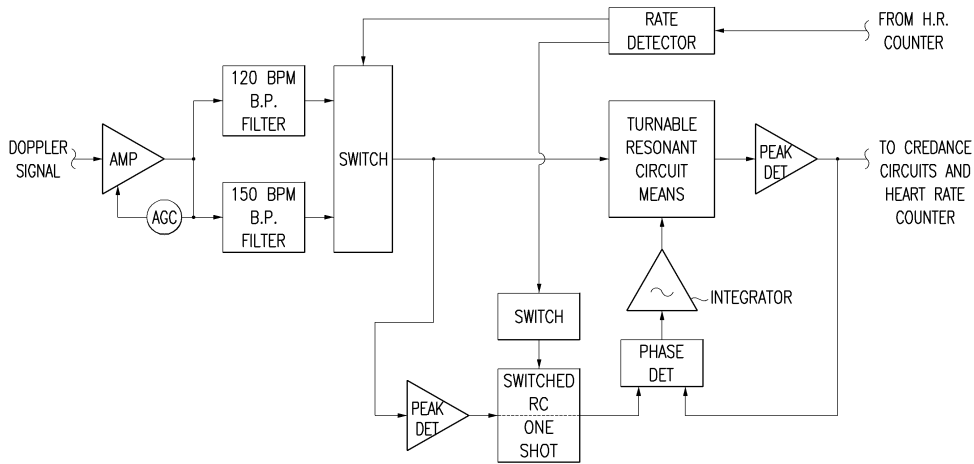 RATE
DETECTOR
FROM H.R.
COUNTER
120 BPM
B.P.
FILTER
DOPPLER
SIGNAL
AMP
AGC
150 BPM
B.P.
FILTER
SWITCH
TURNABLE
RESONANT
CIRCUIT
MEANS
PEAK
DET
TO CREDANCE
CIRCUITS AND
HEART RATE
COUNTER
INTEGRATOR
SWITCH
PHASE
DET
PEAK
DET
SWITCHED
RC
ONE
SHOT